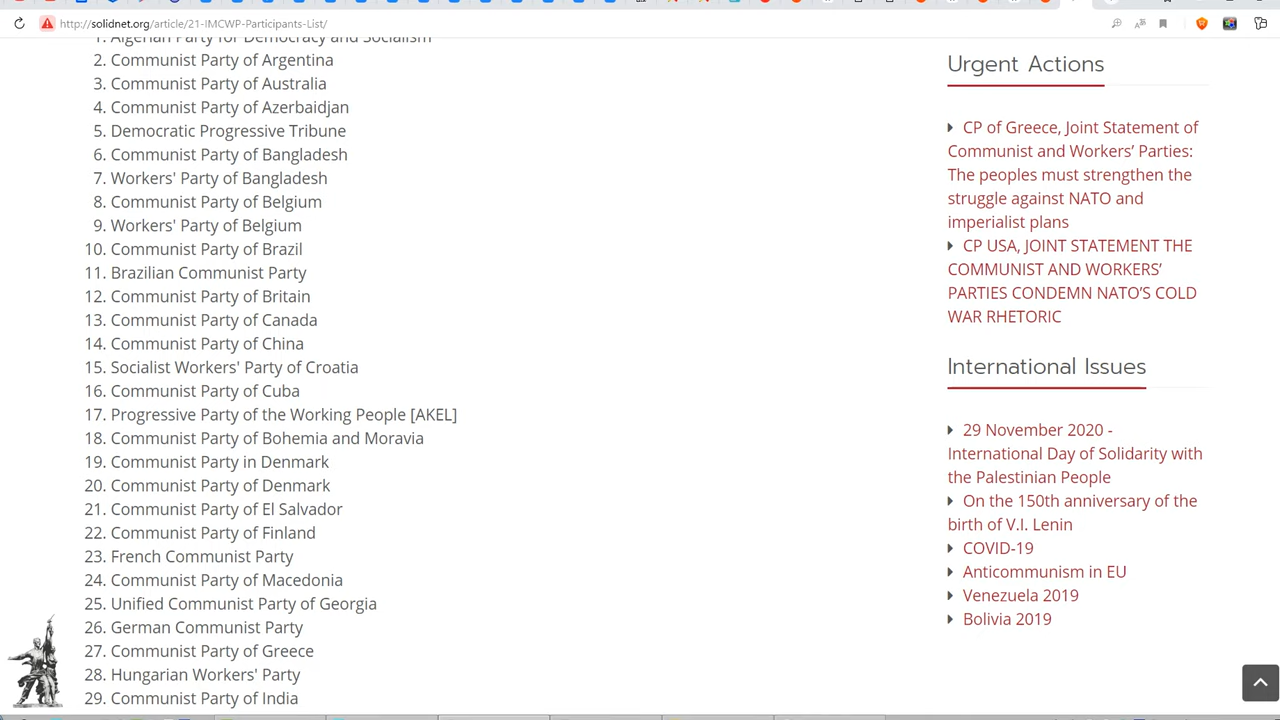 http://solidnet.org/article/21-IMCWP-Participants-List/
1. Algerian Party for Democracy and Socialism
2. Communist Party of Argentina
3. Communist Party of Australia
4. Communist Party of Azerbaidjan
5. Democratic Progressive Tribune
6. Communist Party of Bangladesh
7. Workers' Party of Bangladesh
8. Communist Party of Belgium
9. Workers' Party of Belgium
10. Communist Party of Brazil
11. Brazilian Communist Party
12. Communist Party of Britain
13. Communist Party of Canada
14. Communist Party of China
15. Socialist Workers' Party of Croatia
16. Communist Party of Cuba
17. Progressive Party of the Working People [AKEL]
18. Communist Party of Bohemia and Moravia
19. Communist Party in Denmark
20. Communist Party of Denmark
21. Communist Party of El Salvador
22. Communist Party of Finland
23. French Communist Party
24. Communist Party of Macedonia
25. Unified Communist Party of Georgia
26. German Communist Party
27. Communist Party of Greece
28. Hungarian Workers' Party
29. Communist Party of India
Urgent Actions
CP of Greece, Joint Statement of
Communist and Workers’ Parties:
The peoples must strengthen the
struggle against NATO and
imperialist plans
CP USA, JOINT STATEMENT THE
COMMUNIST AND WORKERS’
PARTIES CONDEMN NATO’S COLD
WAR RHETORIC
International Issues
29 November 2020 -
International Day of Solidarity with
the Palestinian People
On the 150th anniversary of the
birth of V.I. Lenin
COVID-19
Anticommunism in EU
Venezuela 2019
Bolivia 2019